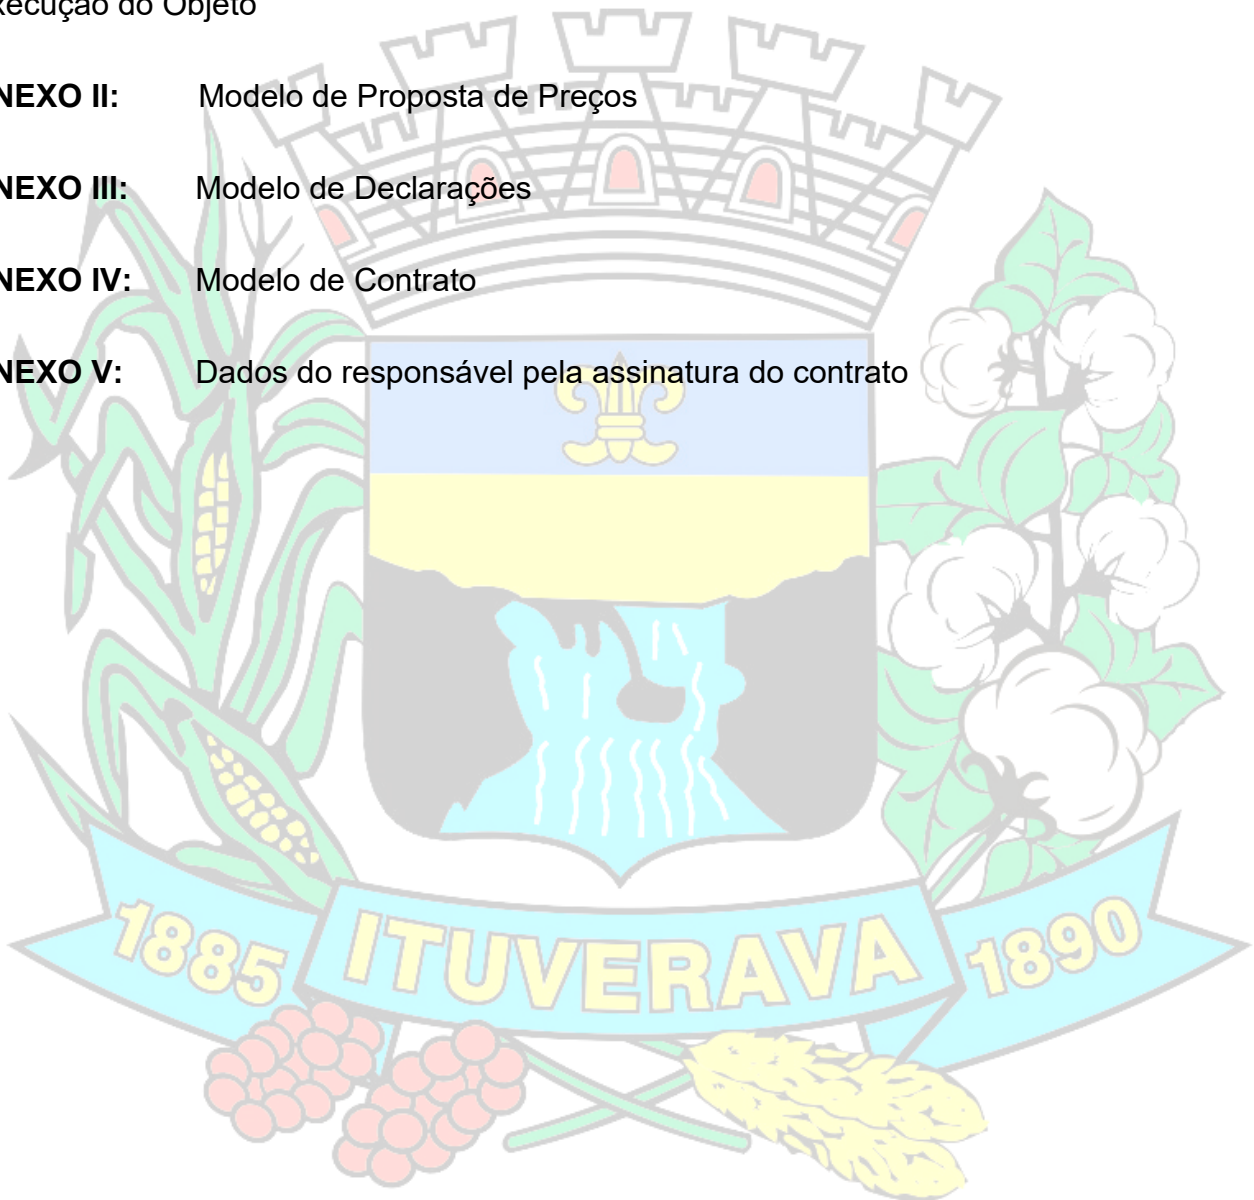 xecução do Objeto
NEXO II: Modelo de Proposta de Preços
NEXO III: Modelo de Declarações
NEXO IV: Modelo de Contrato
NEXO V: Dados do responsável pela assinatura do contrato
1885 ITUVERAVA 1890